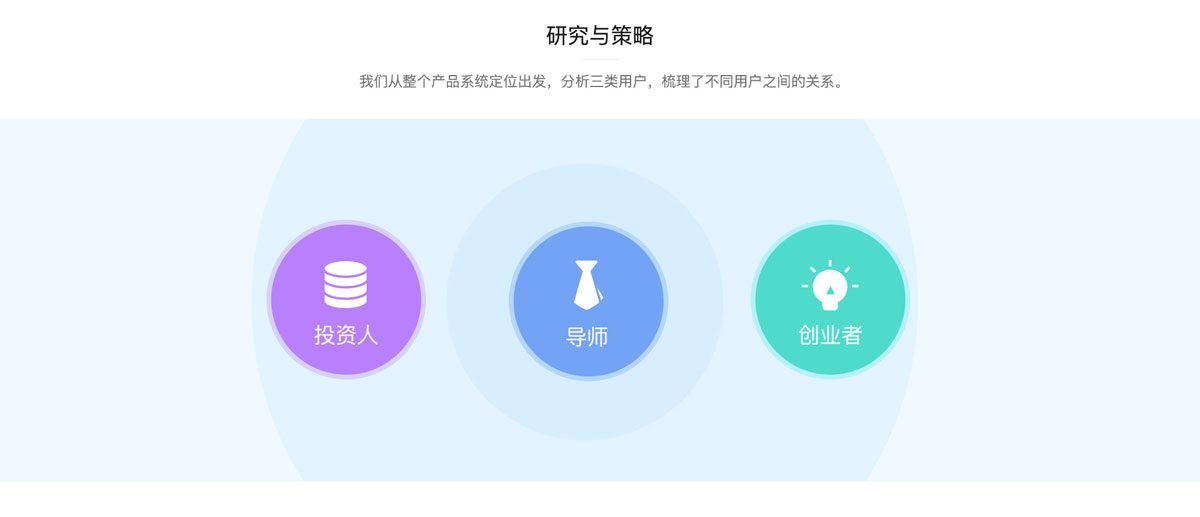 研究与策略
我们从整个产品系统定位出发，分析三类用户，梳理了不同用户之间的关系。
投资人
导师
创业者